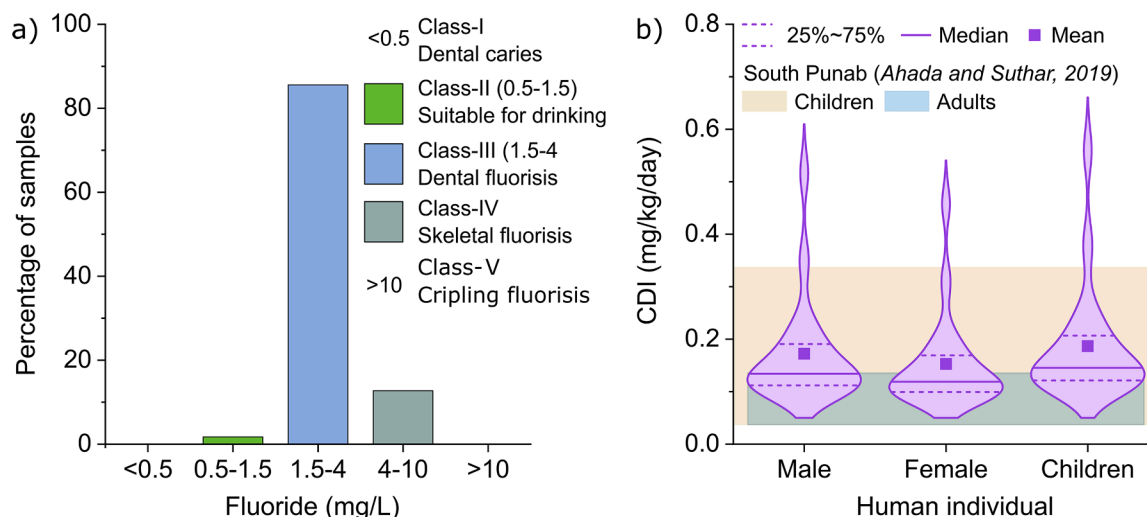 a)
Percentage of samples
100
80
60
40
20
0
<0.5 Class-I
Dental caries
Class-II (0.5-1.5)
Suitable for drinking
Class-III (1.5-4
Dental fluorisis
Class-IV
Skeletal fluorisis
>10 Class-V
Cripling fluorisis
<0.5 0.5-1.5 1.5-4 4-10 >10
Fluoride (mg/L)
b)
CDI (mg/kg/day)
0.8
0.6
0.4
0.2
0.0
25%~75% Median Mean
South Punab (Ahada and Suthar, 2019)
Children Adults
Male Female Children
Human individual